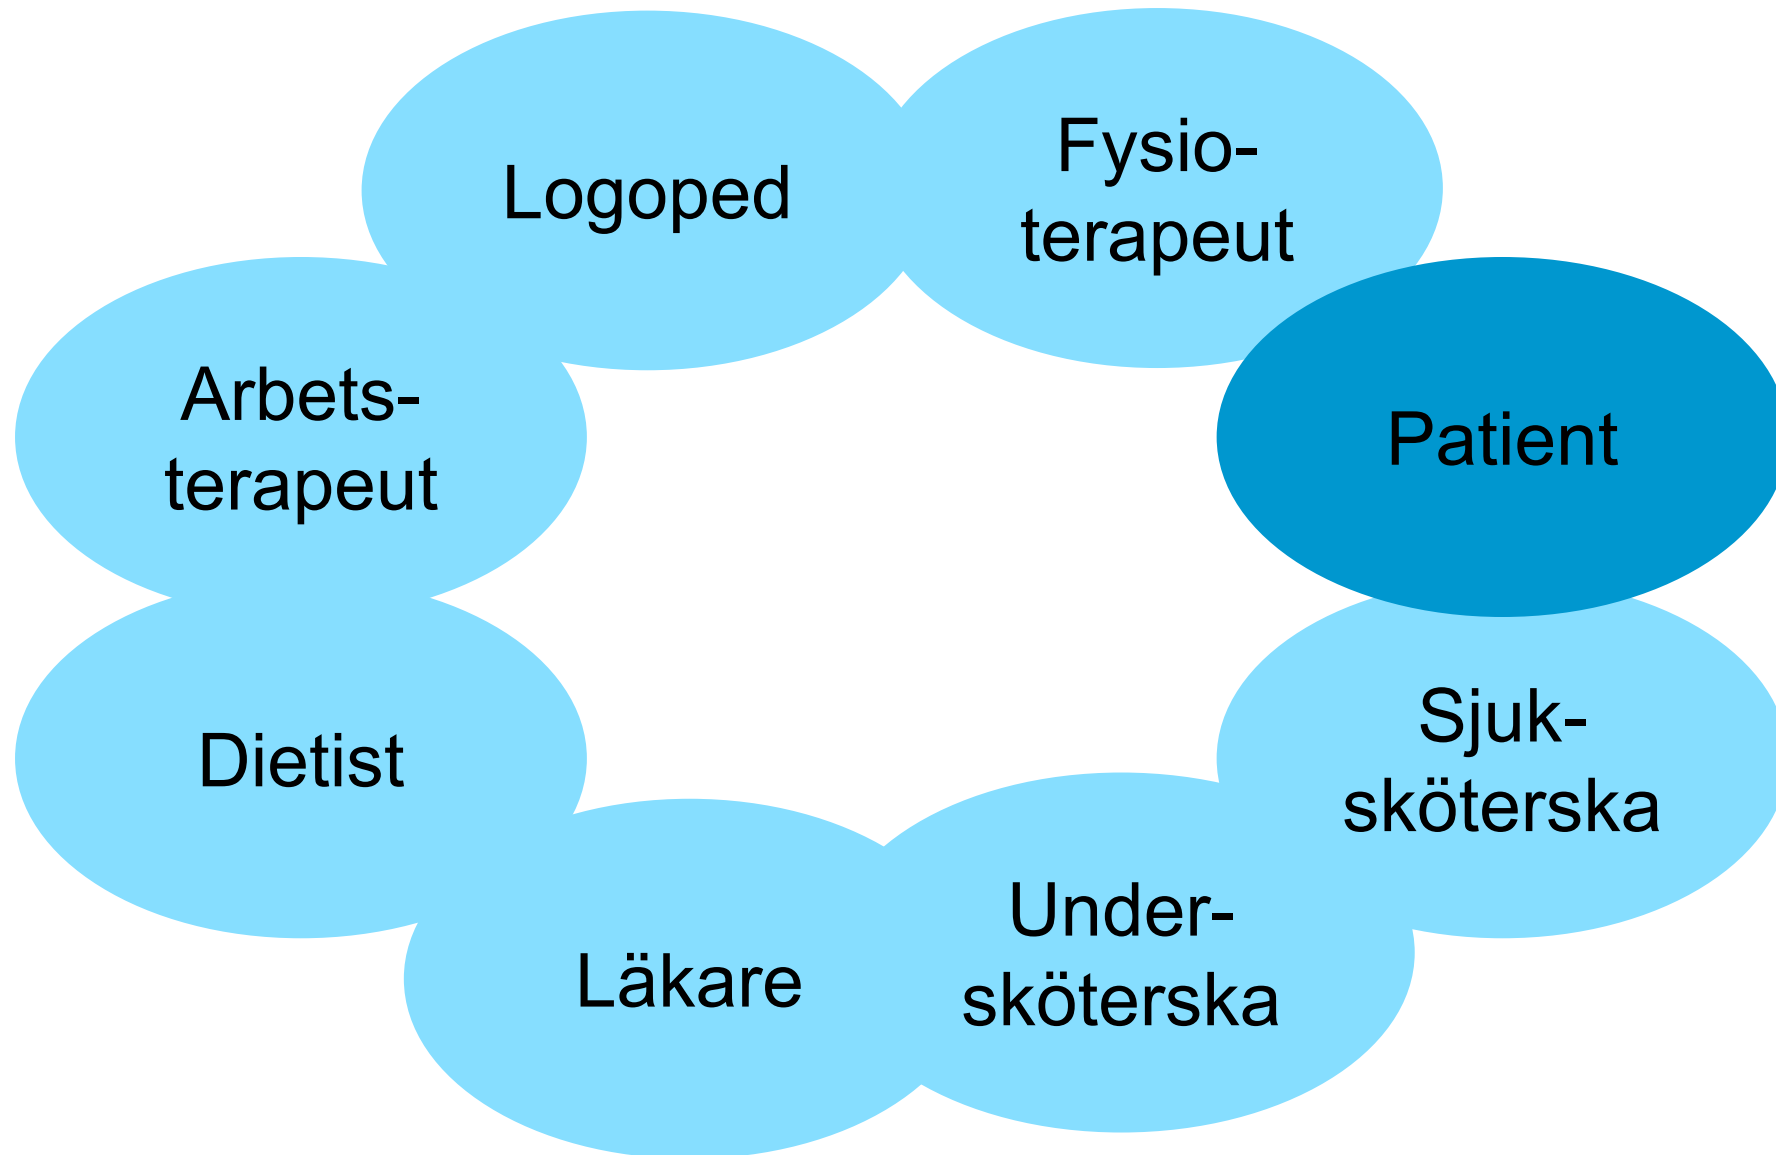 Logoped
Fysio-
terapeut
Arbets-
terapeut
Patient
Dietist
Sjuk-
sköterska
Läkare
Under-
sköterska